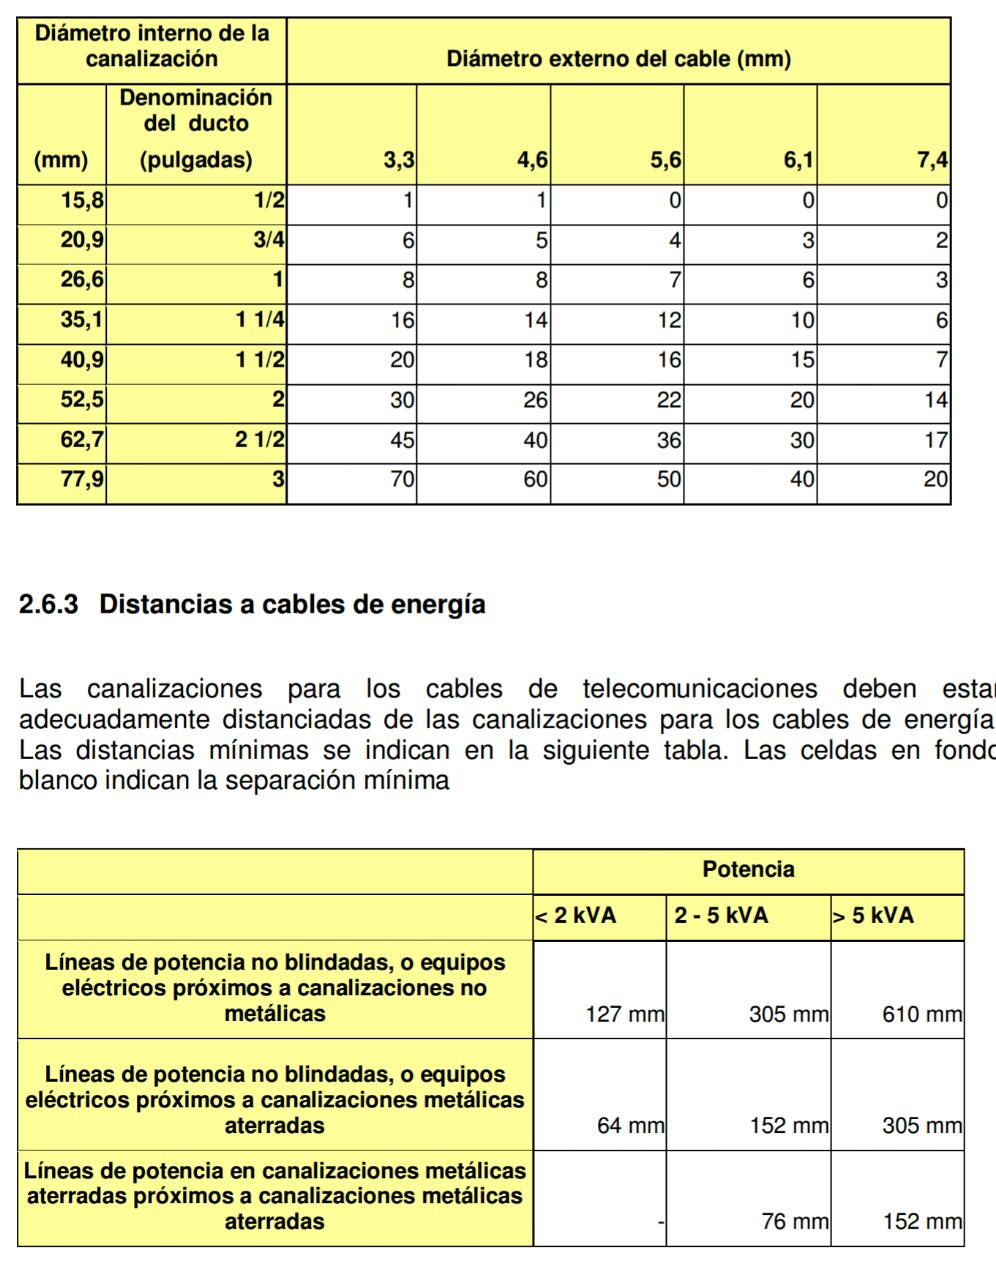 Diámetro interno de la canalización Diámetro externo del cable (mm)
(mm) Denominación del ducto (pulgadas) 3,3 4,6 5,6 6,1 7,4
15,8 1/2 1 1 0 0 0
20,9 3/4 6 5 4 3 2
26,6 1 8 8 7 6 3
35,1 1 1/4 16 14 12 10 6
40,9 1 1/2 20 18 16 15 7
52,5 2 30 26 22 20 14
62,7 2 1/2 45 40 36 30 17
77,9 3 70 60 50 40 20
2.6.3 Distancias a cables de energía
Las canalizaciones para los cables de telecomunicaciones deben estar
adecuadamente distanciadas de las canalizaciones para los cables de energía
Las distancias mínimas se indican en la siguiente tabla. Las celdas en fondo
blanco indican la separación mínima
Potencia
< 2 kVA 2 - 5 kVA > 5 kVA
Líneas de potencia no blindadas, o equipos
eléctricos próximos a canalizaciones no
metálicas 127 mm 305 mm 610 mm
Líneas de potencia no blindadas, o equipos
eléctricos próximos a canalizaciones metálicas
aterradas 64 mm 152 mm 305 mm
Líneas de potencia en canalizaciones metálicas
aterradas próximos a canalizaciones metálicas
aterradas - 76 mm 152 mm